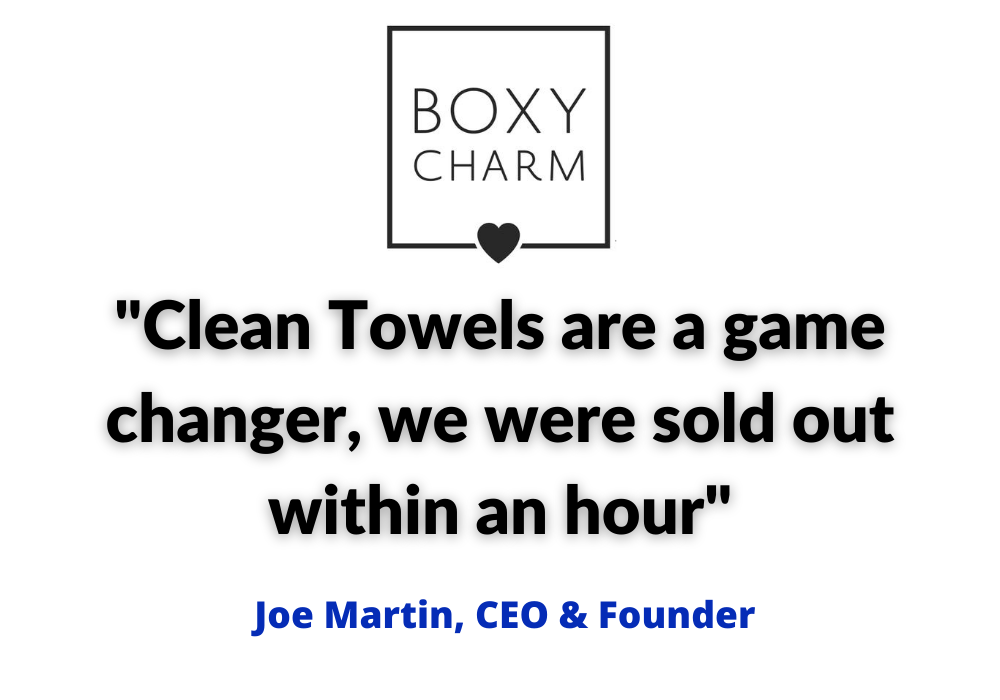 BOXY
CHARM
"Clean Towels are a game
changer, we were sold out
within an hour"
Joe Martin, CEO & Founder